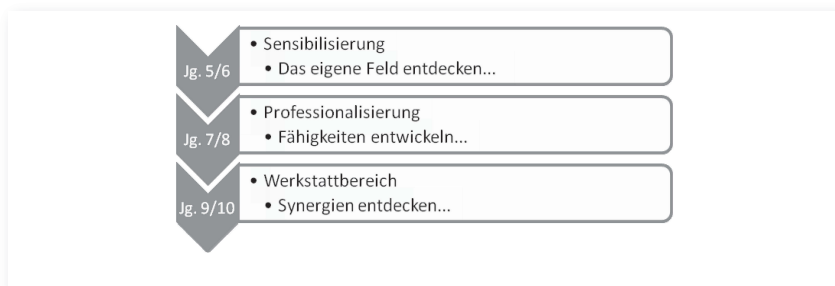 Jg. 5/6
• Sensibilisierung
• Das eigene Feld entdecken...
Jg. 7/8
• Professionalisierung
• Fähigkeiten entwickeln...
Jg. 9/10
• Werkstattbereich
• Synergien entdecken...